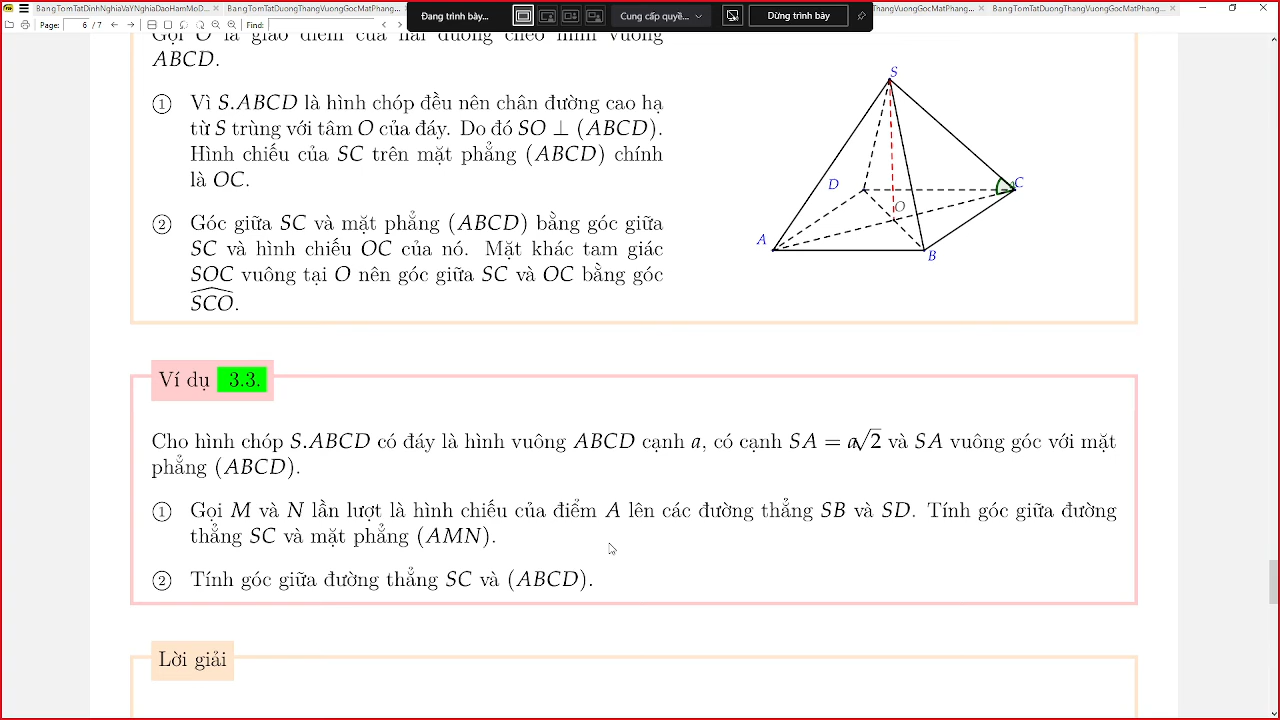 BangTomTatDinhNghiaVaYNghiaDaoHamMoD...
BangTomTatDuongThangVuongGocMatPhang...
Đang trình bày...
Cung cấp quyề...
Dừng trình bày
ThangVuongGocMatPhang...
BangTomTatDuongThangVuongGocMatPhang...
Page: 6 / 7
Find:
Gọi O là giao điểm của hai đường chéo hình vuông
ABCD.
① Vì S.ABCD là hình chóp đều nên chân đường cao hạ
từ S trùng với tâm O của đáy. Do đó SO ⊥ (ABCD).
Hình chiếu của SC trên mặt phẳng (ABCD) chính
là OC.
② Góc giữa SC và mặt phẳng (ABCD) bằng góc giữa
SC và hình chiếu OC của nó. Mặt khác tam giác
SOC vuông tại O nên góc giữa SC và OC bằng góc
$\widehat{SCO}$.
S
D
C
O
A
B
Ví dụ 3.3.
Cho hình chóp S.ABCD có đáy là hình vuông ABCD cạnh a, có cạnh SA = a√2 và SA vuông góc với mặt
phẳng (ABCD).
① Gọi M và N lần lượt là hình chiếu của điểm A lên các đường thẳng SB và SD. Tính góc giữa đường
thẳng SC và mặt phẳng (AMN).
② Tính góc giữa đường thẳng SC và (ABCD).
Lời giải